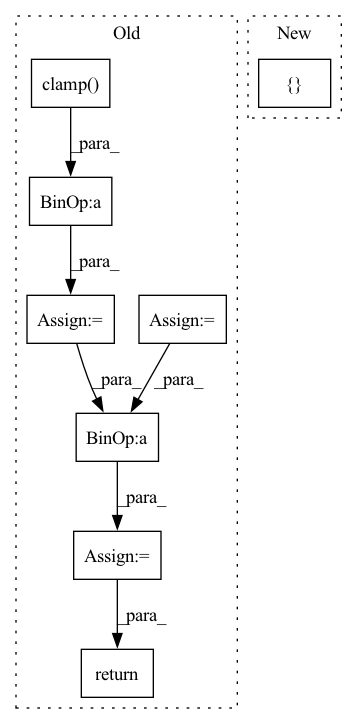 Old
New
clamp()
{}
_para_
BinOp:a
_para_
Assign:=
Assign:=
_para_
_para_
BinOp:a
_para_
Assign:=
_para_
return